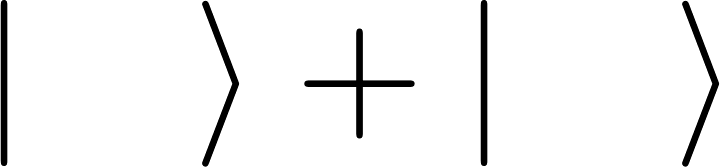 |  ⟩ + |  ⟩